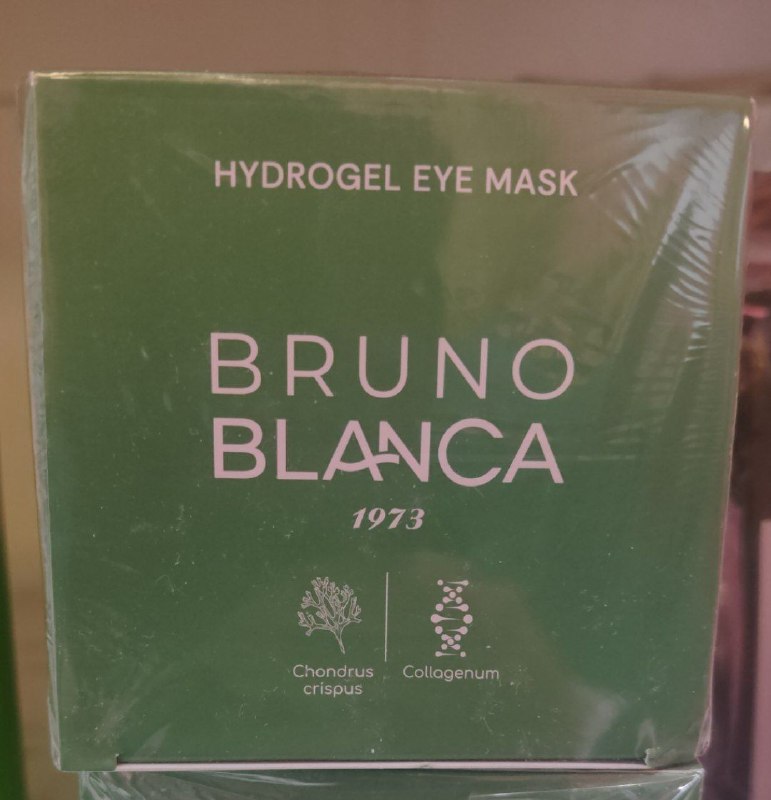 HYDROGEL EYE MASK
BRUNO
BLANCA
1973
Chondrus
crispus
Collagenum